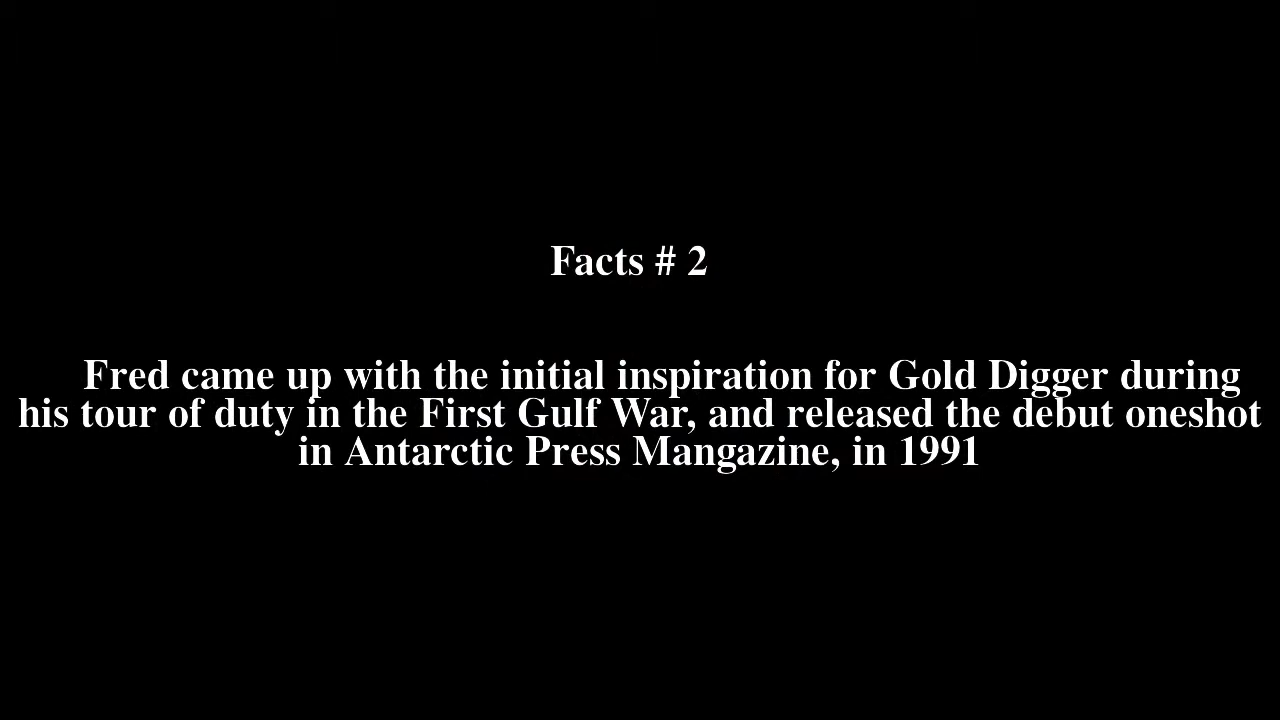 Facts # 2
Fred came up with the initial inspiration for Gold Digger during
his tour of duty in the First Gulf War, and released the debut oneshot
in Antarctic Press Mangazine, in 1991